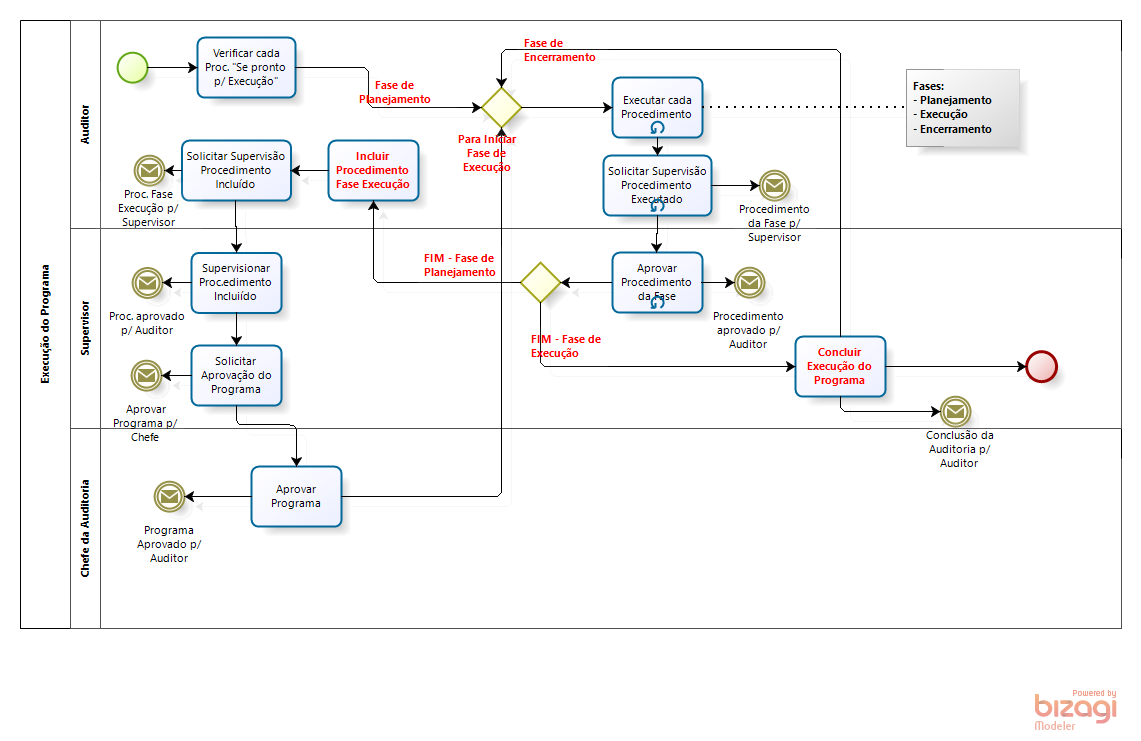 Execução do Programa
Auditor
Verificar cada
Proc. "Se pronto
p/ Execução"
Fase de
Planejamento
Fase de
Encerramento
Para Iniciar
Fase de
Execução
Executar cada
Procedimento
Fases:
- Planejamento
- Execução
- Encerramento
Proc. Fase
Execução p/
Supervisor
Solicitar Supervisão
Procedimento
Incluído
Incluir
Procedimento
Fase Execução
Solicitar Supervisão
Procedimento
Executado
Procedimento
da Fase p/
Supervisor
Supervisor
Proc. aprovado
p/ Auditor
Supervisionar
Proc.edimento
Incluiído
FIM - Fase de
Planejamento
Aprovar
Procedimento
da Fase
Procedimento
aprovado p/
Auditor
FIM - Fase de
Execução
Aprovar
Programa p/
Chefe
Solicitar
Aprovação do
Programa
Concluir
Execução do
Programa
Conclusão da
Auditoria p/
Auditor
Chefe da Auditoria
Programa
Aprovado p/
Auditor
Aprovar
Programa
Powered by
bizagi
Modeler